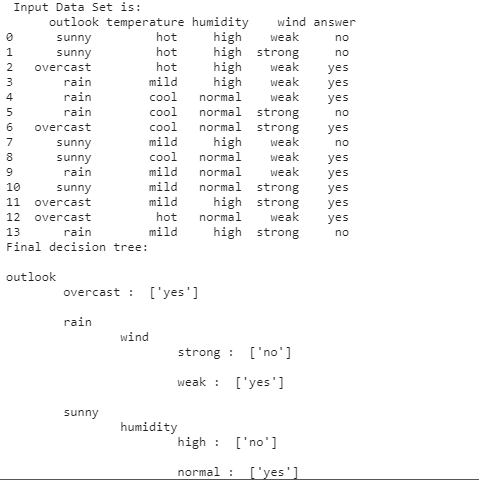 Input Data Set is:
outlook temperature humidity wind answer
0 sunny hot high weak no
1 sunny hot high strong no
2 overcast hot high weak yes
3 rain mild high weak yes
4 rain cool normal weak yes
5 rain cool normal strong no
6 overcast cool normal strong yes
7 sunny mild high weak no
8 sunny cool normal weak yes
9 rain mild normal weak yes
10 sunny mild normal strong yes
11 overcast mild high strong yes
12 overcast hot normal weak yes
13 rain mild high strong no
Final decision tree:
outlook
overcast : ['yes']
rain
wind
strong : ['no']
weak : ['yes']
sunny
humidity
high : ['no']
normal : ['yes']